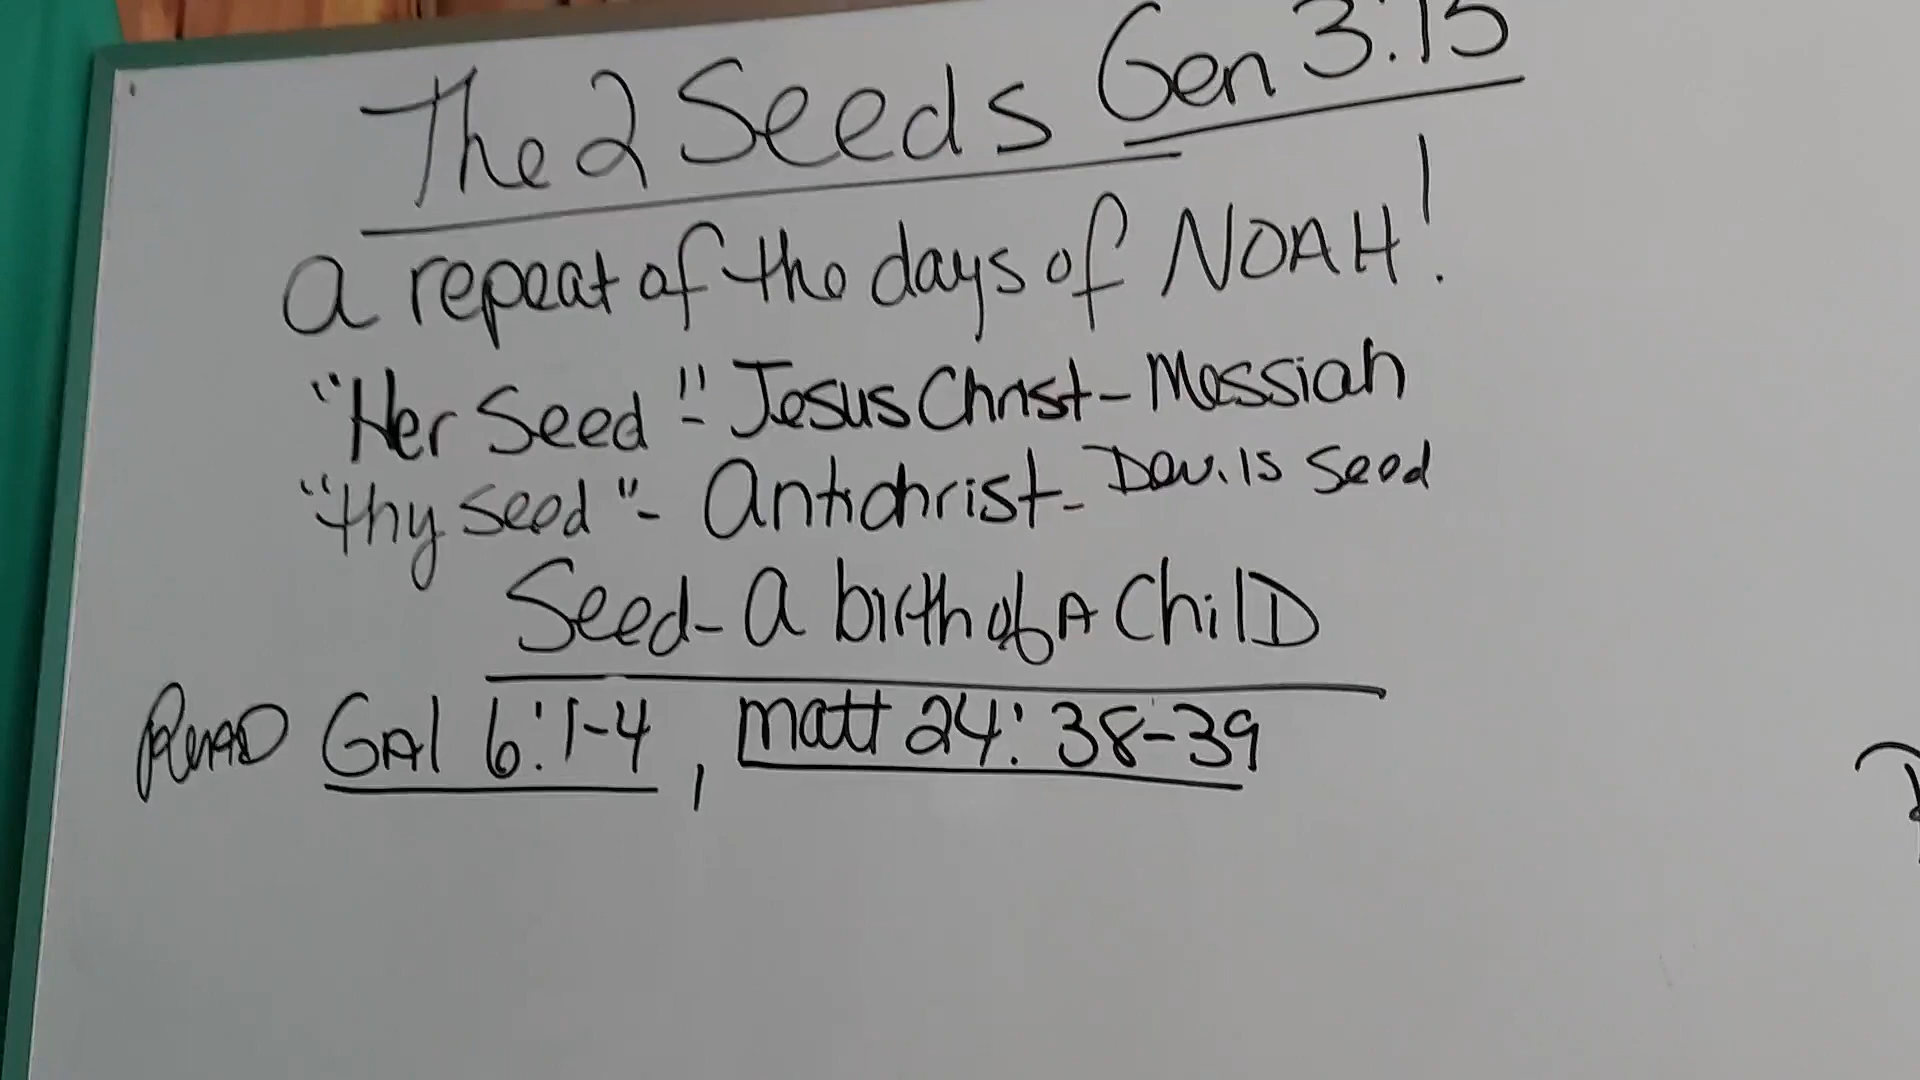 The 2 Seeds Gen 3:15
a repeat of the days of NOAH!
"Her Seed"- Jesus Christ - Messiah
"thy seed"- Antichrist - Devils Seed
Seed - A birth of A ChilD
READ GAl 6:1-4, matt 24:38-39